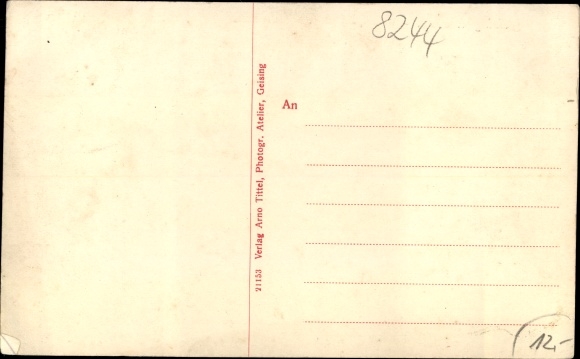 8244
An
21153 Verlag Arno Tittel, Photogr. Atelier, Geising
12,-